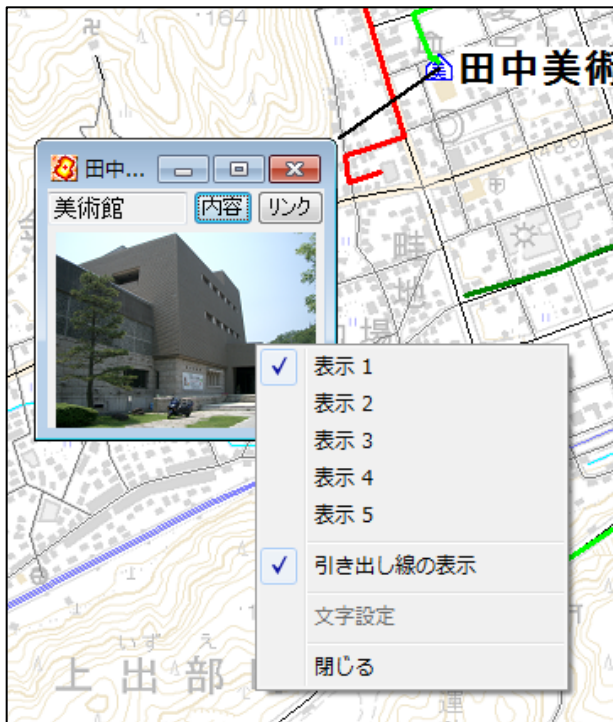 ・164
田中美術
田中...
美術館
内容
リンク
畦
地
場
表示 1
表示 2
表示 3
表示 4
表示 5
引き出し線の表示
文字設定
閉じる
いず え
上出部